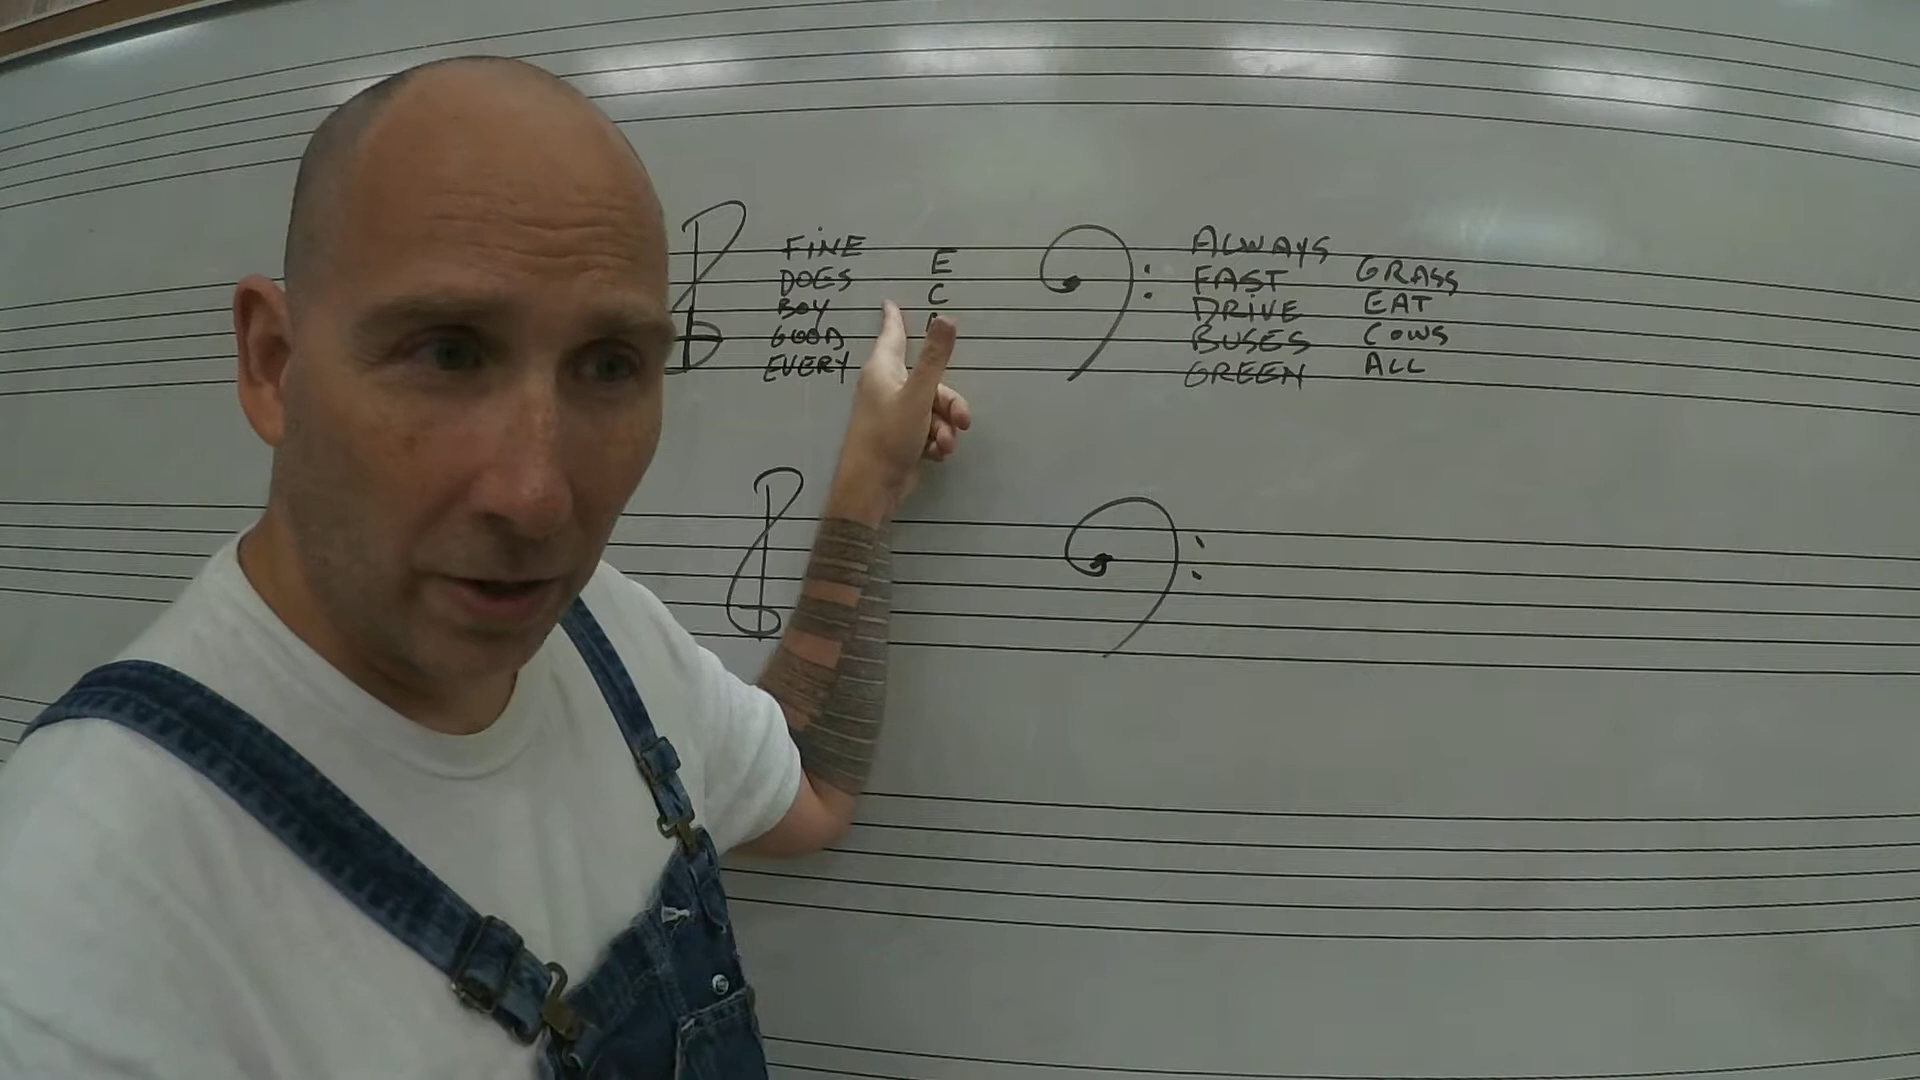 FINE
DOES
BOY
GOOD
EVERY
E
C
ALWAYS
FAST
DRIVE
BUSES
GREEN
GRASS
EAT
COWS
ALL